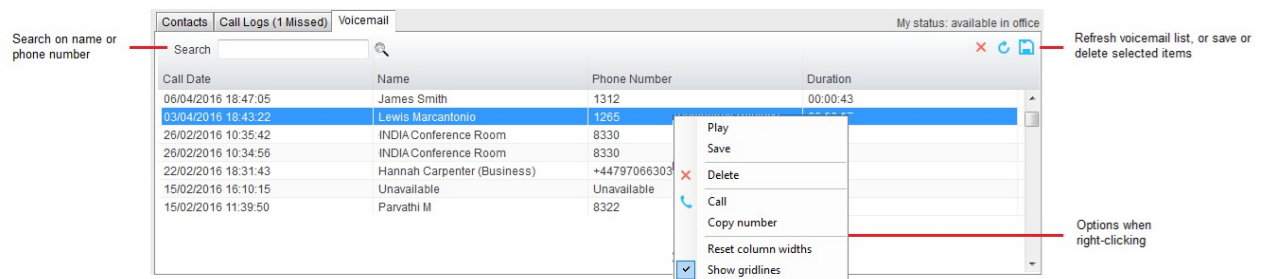 Contacts Call Logs (1 Missed) Voicemail My status: available in office
Search on name or
phone number
Search
Refresh voicemail list, or save or
delete selected items
Call Date Name Phone Number Duration
06/04/2016 18:47:05 James Smith 1312 00:00:43
03/04/2016 18:43:22 Lewis Marcantonio 1265
26/02/2016 10:35:42 INDIA Conference Room 8330
26/02/2016 10:34:56 INDIA Conference Room 8330
22/02/2016 18:31:43 Hannah Carpenter (Business) +44797066303
15/02/2016 16:10:15 Unavailable Unavailable
15/02/2016 11:39:50 Parvathi M 8322
Play
Save
Delete
Call
Copy number
Reset column widths
Show gridlines
Options when
right-clicking